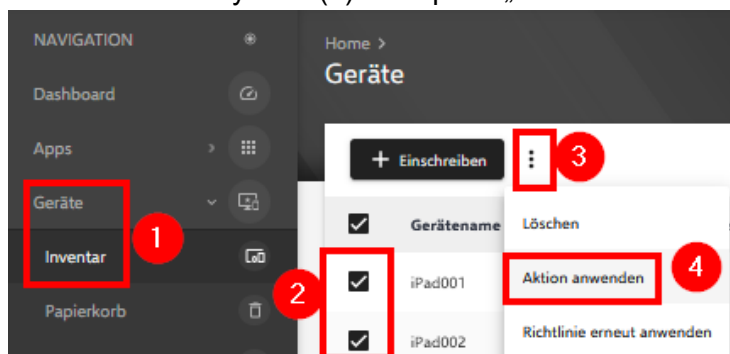 NAVIGATION
Dashboard
Apps
Geräte
1
Inventar
2
Papierkorb
Home >
Geräte
+ Einschreiben
3
Gerätename
Löschen
iPad001
Aktion anwenden
4
iPad002
Richtlinie erneut anwenden